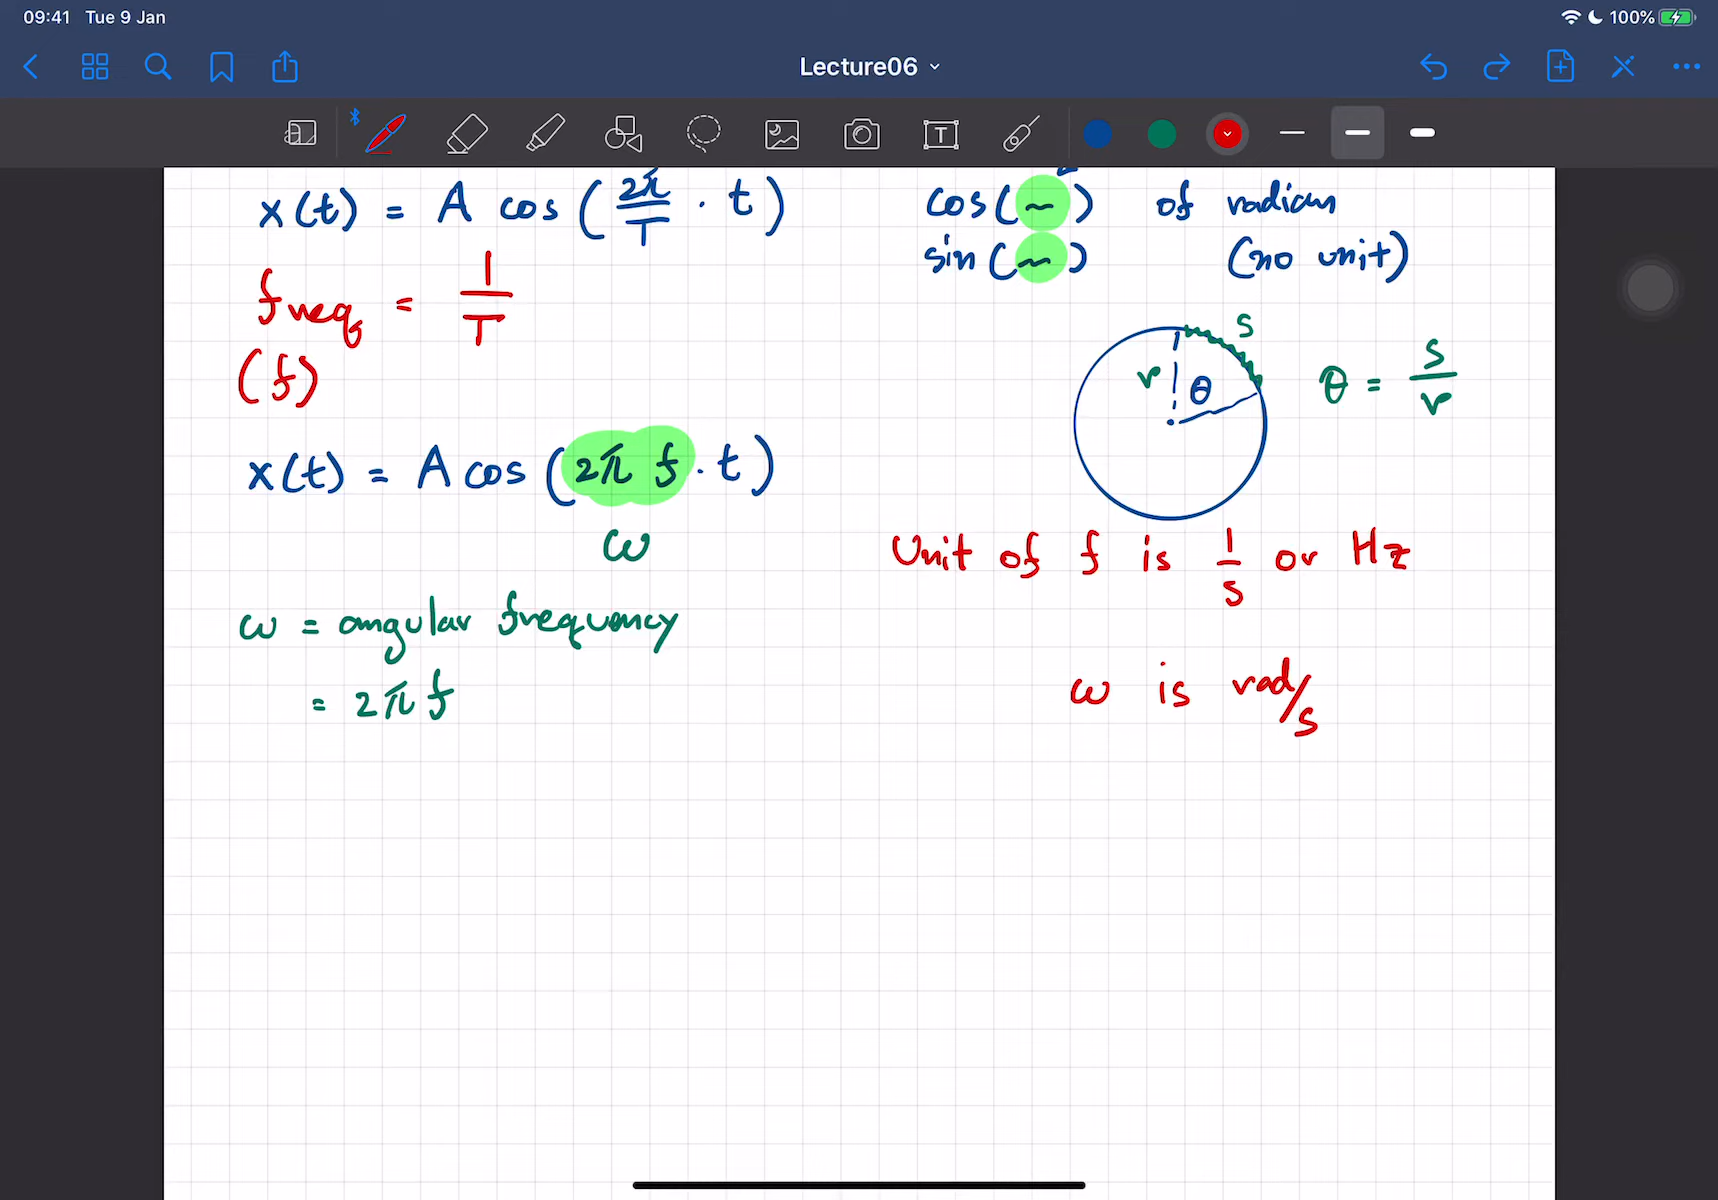 09:41 Tue 9 Jan 100%
Lecture06
T
x(t) = A cos(2π/T · t)
freq = 1/T
(f)
x(t) = A cos(2π f · t)
ω
ω = angular frequency
= 2π f
cos(~) of radian
sin(~) (no unit)
s
r θ
θ = s/r
Unit of f is 1/s or Hz
ω is rad/s